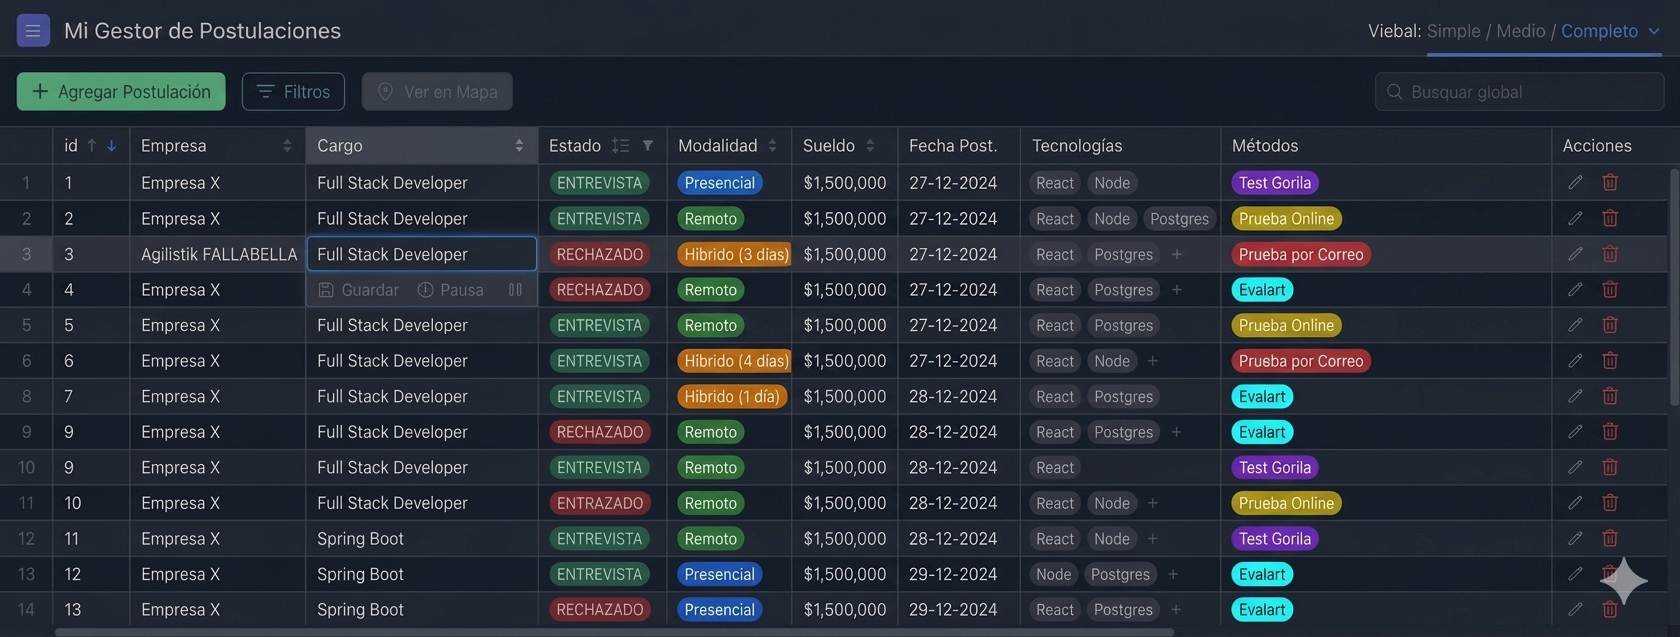 Mi Gestor de Postulaciones
Viebal: Simple / Medio / Completo
+ Agregar Postulación Filtros Ver en Mapa Busquar global
id Empresa Cargo Estado Modalidad Sueldo Fecha Post. Tecnologías Métodos Acciones
1 1 Empresa X Full Stack Developer ENTREVISTA Presencial $1,500,000 27-12-2024 React Node Test Gorila
2 2 Empresa X Full Stack Developer ENTREVISTA Remoto $1,500,000 27-12-2024 React Node Postgres Prueba Online
3 3 Agilistik FALLABELLA Full Stack Developer RECHAZADO Hibrido (3 días) $1,500,000 27-12-2024 React Postgres + Prueba por Correo
4 4 Empresa X Guardar Pausa RECHAZADO Remoto $1,500,000 27-12-2024 React Postgres + Evalart
5 5 Empresa X Full Stack Developer ENTREVISTA Remoto $1,500,000 27-12-2024 React Postgres Prueba Online
6 6 Empresa X Full Stack Developer ENTREVISTA Hibrido (4 días) $1,500,000 27-12-2024 React Node + Prueba por Correo
8 7 Empresa X Full Stack Developer ENTREVISTA Hibrido (1 día) $1,500,000 28-12-2024 React Postgres Evalart
9 9 Empresa X Full Stack Developer RECHAZADO Remoto $1,500,000 28-12-2024 React Postgres + Evalart
10 9 Empresa X Full Stack Developer ENTREVISTA Remoto $1,500,000 28-12-2024 React Test Gorila
11 10 Empresa X Full Stack Developer ENTRAZADO Remoto $1,500,000 28-12-2024 React Node + Prueba Online
12 11 Empresa X Spring Boot ENTREVISTA Remoto $1,500,000 28-12-2024 React Node + Test Gorila
13 12 Empresa X Spring Boot ENTREVISTA Presencial $1,500,000 29-12-2024 Node Postgres + Evalart
14 13 Empresa X Spring Boot RECHAZADO Presencial $1,500,000 29-12-2024 React Postgres + Evalart